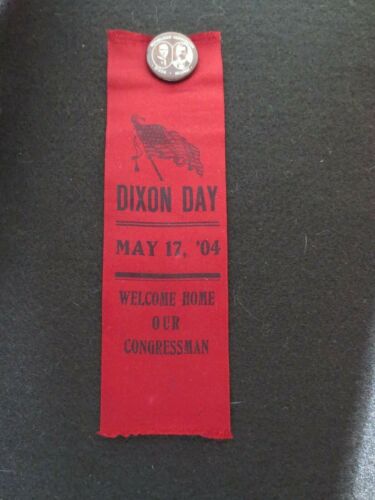 DIXON DAY
MAY 17, '04
WELCOME HOME
OUR
CONGRESSMAN